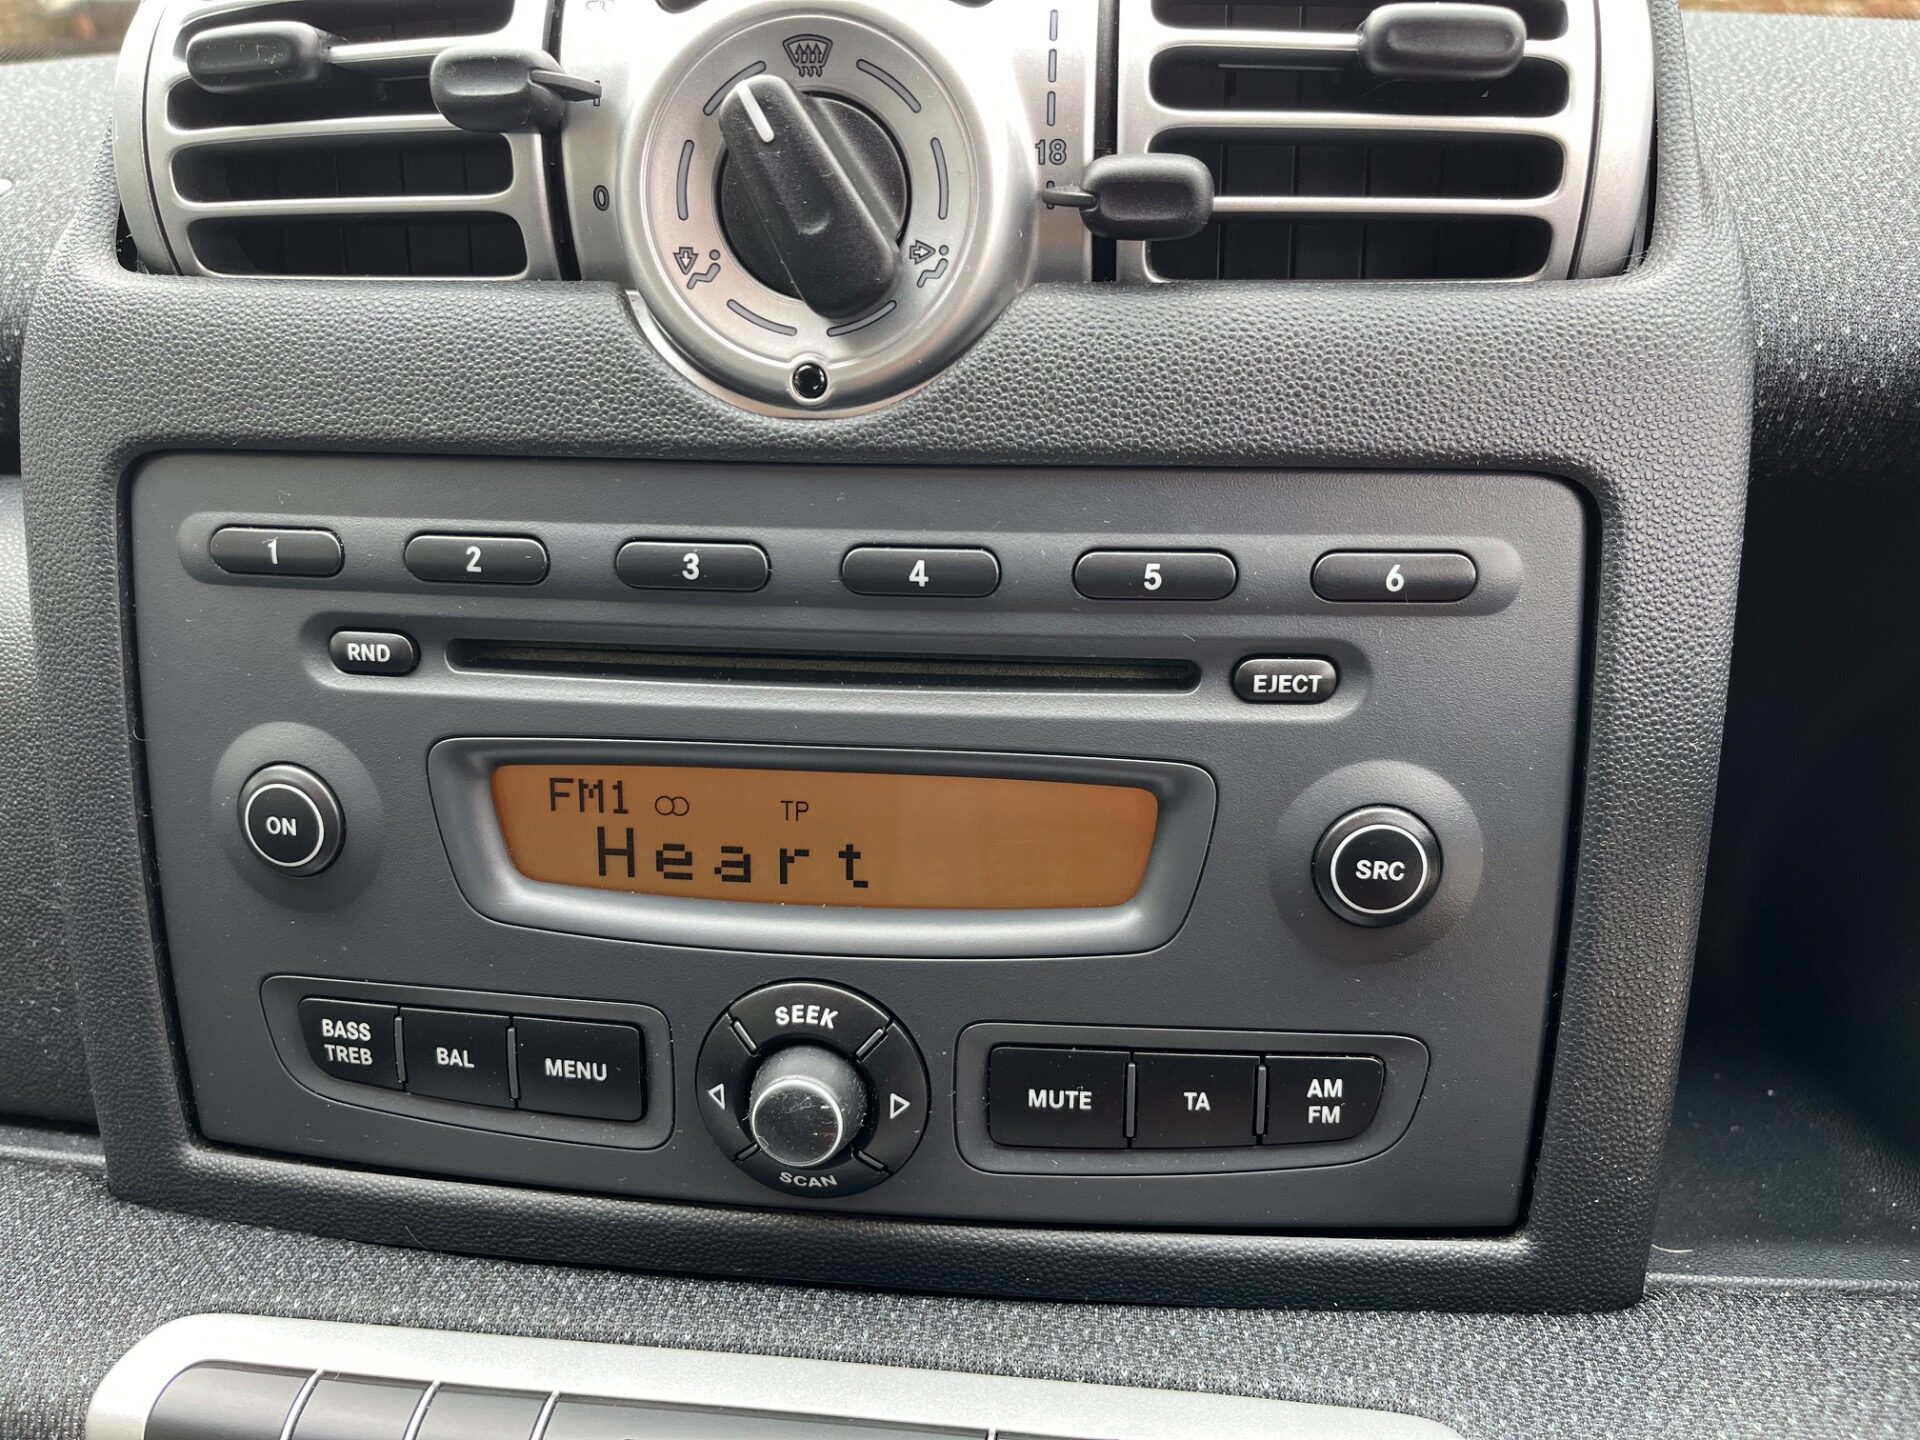 0
18
1
2
3
4
5
6
RND
EJECT
FM1 TP
Heart
ON
SRC
BASS
TREB
BAL
MENU
SEEK
SCAN
MUTE
TA
AM
FM